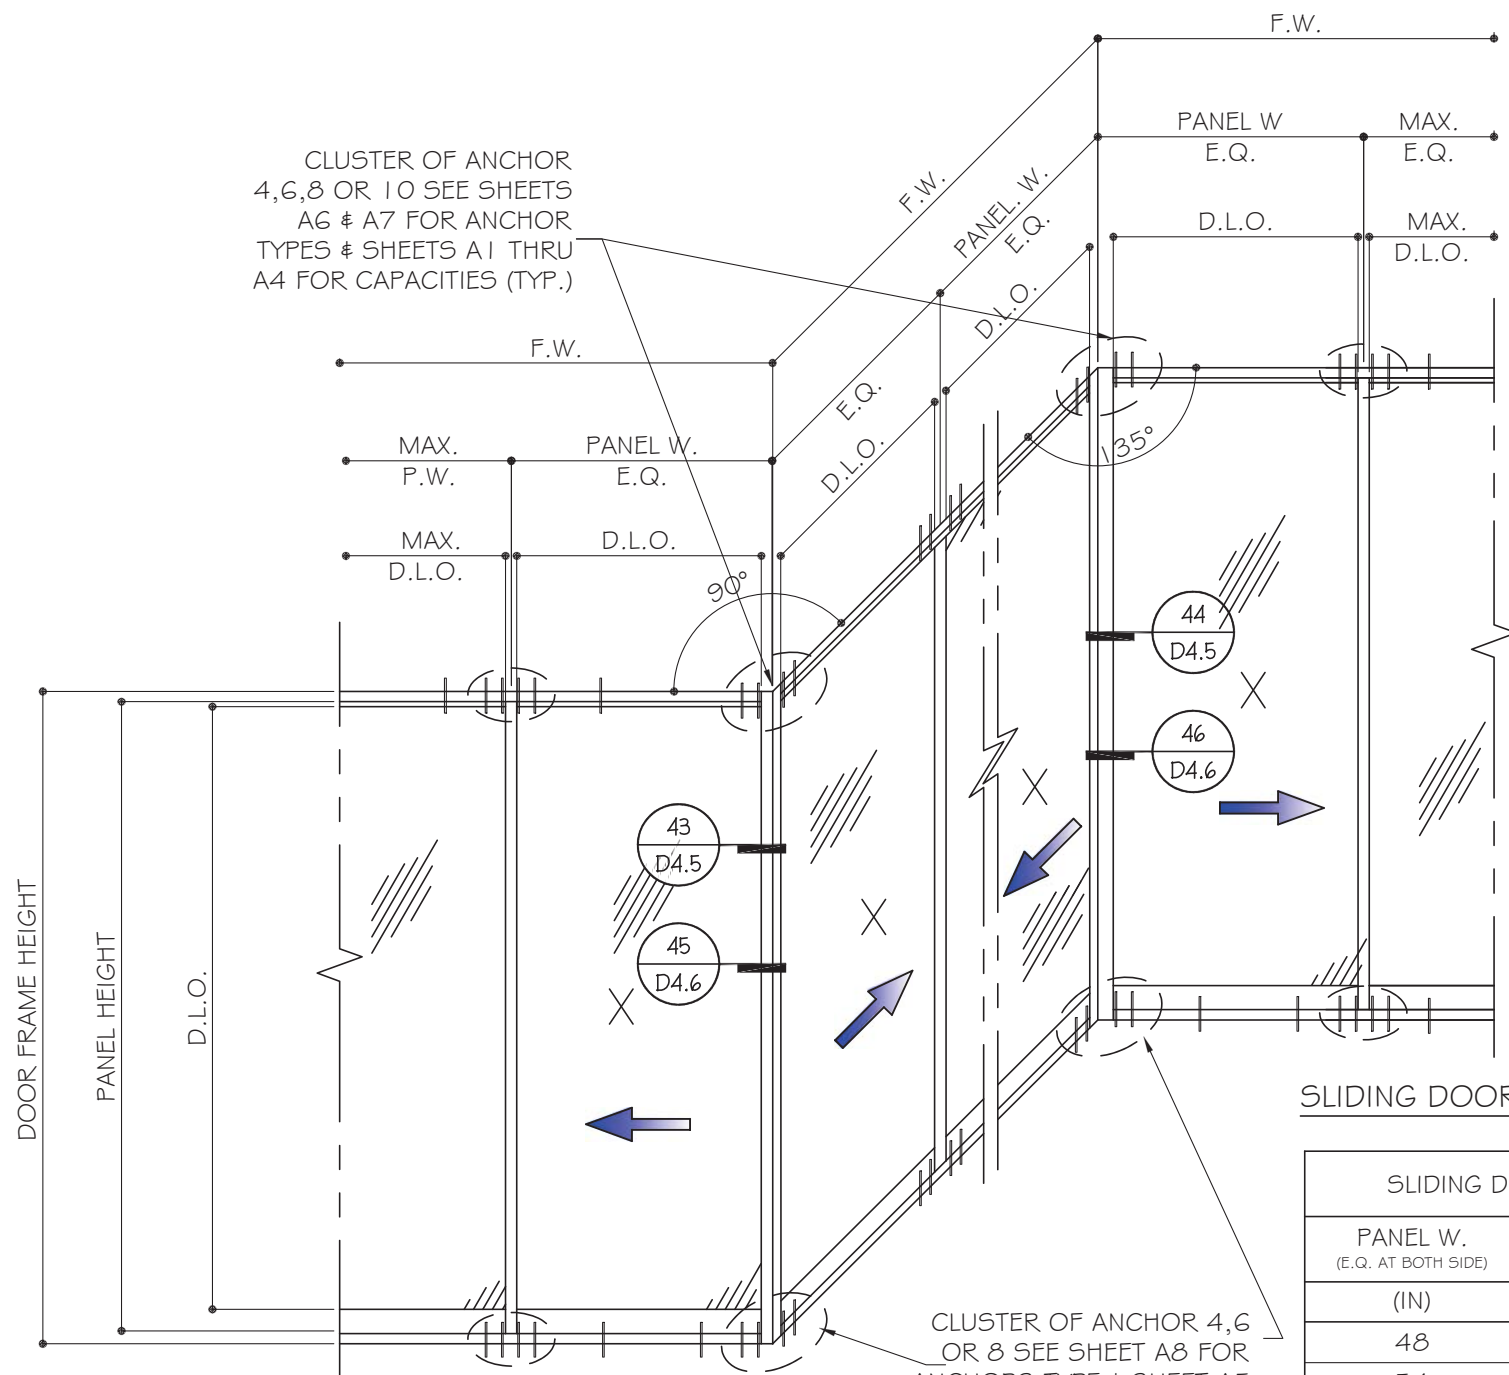 F.W.
PANEL W
MAX.
E.Q.
E.Q.
CLUSTER OF ANCHOR
4,6,8 OR 10 SEE SHEETS
A6 & A7 FOR ANCHOR
TYPES & SHEETS A1 THRU
A4 FOR CAPACITIES (TYP.)
F.W.
PANEL. W.
E.Q.
D.L.O.
MAX.
D.L.O.
D.L.O.
F.W.
E.Q.
D.L.O.
MAX.
P.W.
PANEL W.
E.Q.
MAX.
D.L.O.
D.L.O.
90°
135°
44
D4.5
X
46
D4.6
X
43
D4.5
X
45
D4.6
X
DOOR FRAME HEIGHT
PANEL HEIGHT
D.L.O.
SLIDING DOOR
SLIDING D
PANEL W.
(E.Q. AT BOTH SIDE)
(IN)
48
CLUSTER OF ANCHOR 4,6
OR 8 SEE SHEET A8 FOR